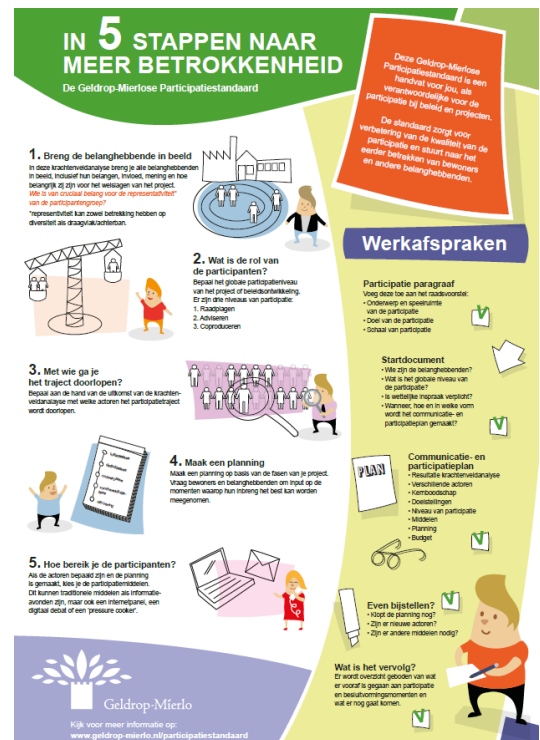 IN 5 STAPPEN NAAR
MEER BETROKKENHEID
De Geldrop-Mierlose Participatiestandaard
Deze Geldrop-Mierlose
Participatiestandaard is een
handvat voor jou, als
verantwoordelijke voor de
participatie bij beleid en projecten.
De standaard zorgt voor
verbetering van de kwaliteit van de
participatie en stuurt naar het
eerder betrekken van bewoners
en andere belanghebbenden.
1. Breng de belanghebbende in beeld
In deze krachtenveldanalyse breng je alle belanghebbenden
in beeld, inclusief hun belangen, invloed, mening en hoe
belangrijk zij zijn voor het welslagen van het project.
Wie is van cruciaal belang voor de representativiteit*
van de participantengroep?
*representiviteit kan zowel betrekking hebben op
diversiteit als draagvlak/achterban.
2. Wat is de rol van
de participanten?
Bepaal het globale participatieniveau
van het project of beleidsontwikkeling.
Er zijn drie niveaus van participatie:
1. Raadplagen
2. Adviseren
3. Coproduceren
3. Met wie ga je
het traject doorlopen?
Bepaal aan de hand van de uitkomst van de krachten-
veldanalyse met welke actoren het participatietraject
wordt doorlopen.
4. Maak een planning
Maak een planning op basis van de fasen van je project.
Vraag bewoners en belanghebbenden om input op de
momenten waarop hun inbreng het best kan worden
meegenomen.
5. Hoe bereik je de participanten?
Als de actoren bepaald zijn en de planning
is gemaakt, kies je de participatiemiddelen.
Dit kunnen traditionele middelen als informatie-
avonden zijn, maar ook een internetpanel, een
digitaal debat of een 'pressure cooker'.
Werkafspraken
Participatie paragraaf
Voeg deze toe aan het raadsvoorstel:
• Onderwerp en speelruimte
van de participatie
• Doel van de participatie
• Schaal van participatie
Startdocument
• Wie zijn de belanghebbenden?
• Wat is het globale niveau van
de participatie?
• Is wettelijke inspraak verplicht?
• Wanneer, hoe en in welke vorm
wordt het communicatie- en
participatieplan gemaakt?
PLAN
Communicatie- en
participatieplan
• Resultate krachtenveldanalyse
• Verschillende actoren
• Kernboodschap
• Doelstellingen
• Niveau van participatie
• Middelen
• Planning
• Budget
Even bijstellen?
• Klopt de planning nog?
• Zijn er nieuwe actoren?
• Zijn er andere middelen nodig?
Wat is het vervolg?
Er wordt overzicht geboden van wat
er vooraf is gegaan aan participatie
en besluitvormingsmomenten en
wat er nog gaat komen.
Geldrop-Mierlo
Kijk voor meer informatie op:
www.geldrop-mierlo.nl/participatiestandaard